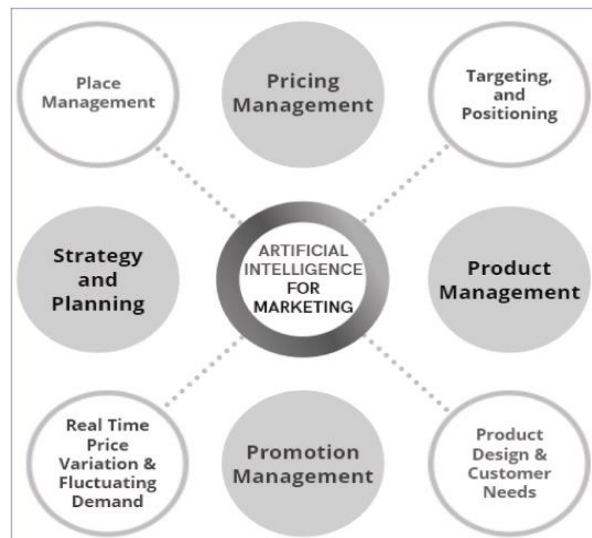 Place
Management
Pricing
Management
Targeting,
and
Positioning
Strategy
and
Planning
ARTIFICIAL
INTELLIGENCE
FOR
MARKETING
Product
Management
Real Time
Price
Variation &
Fluctuating
Demand
Promotion
Management
Product
Design &
Customer
Needs